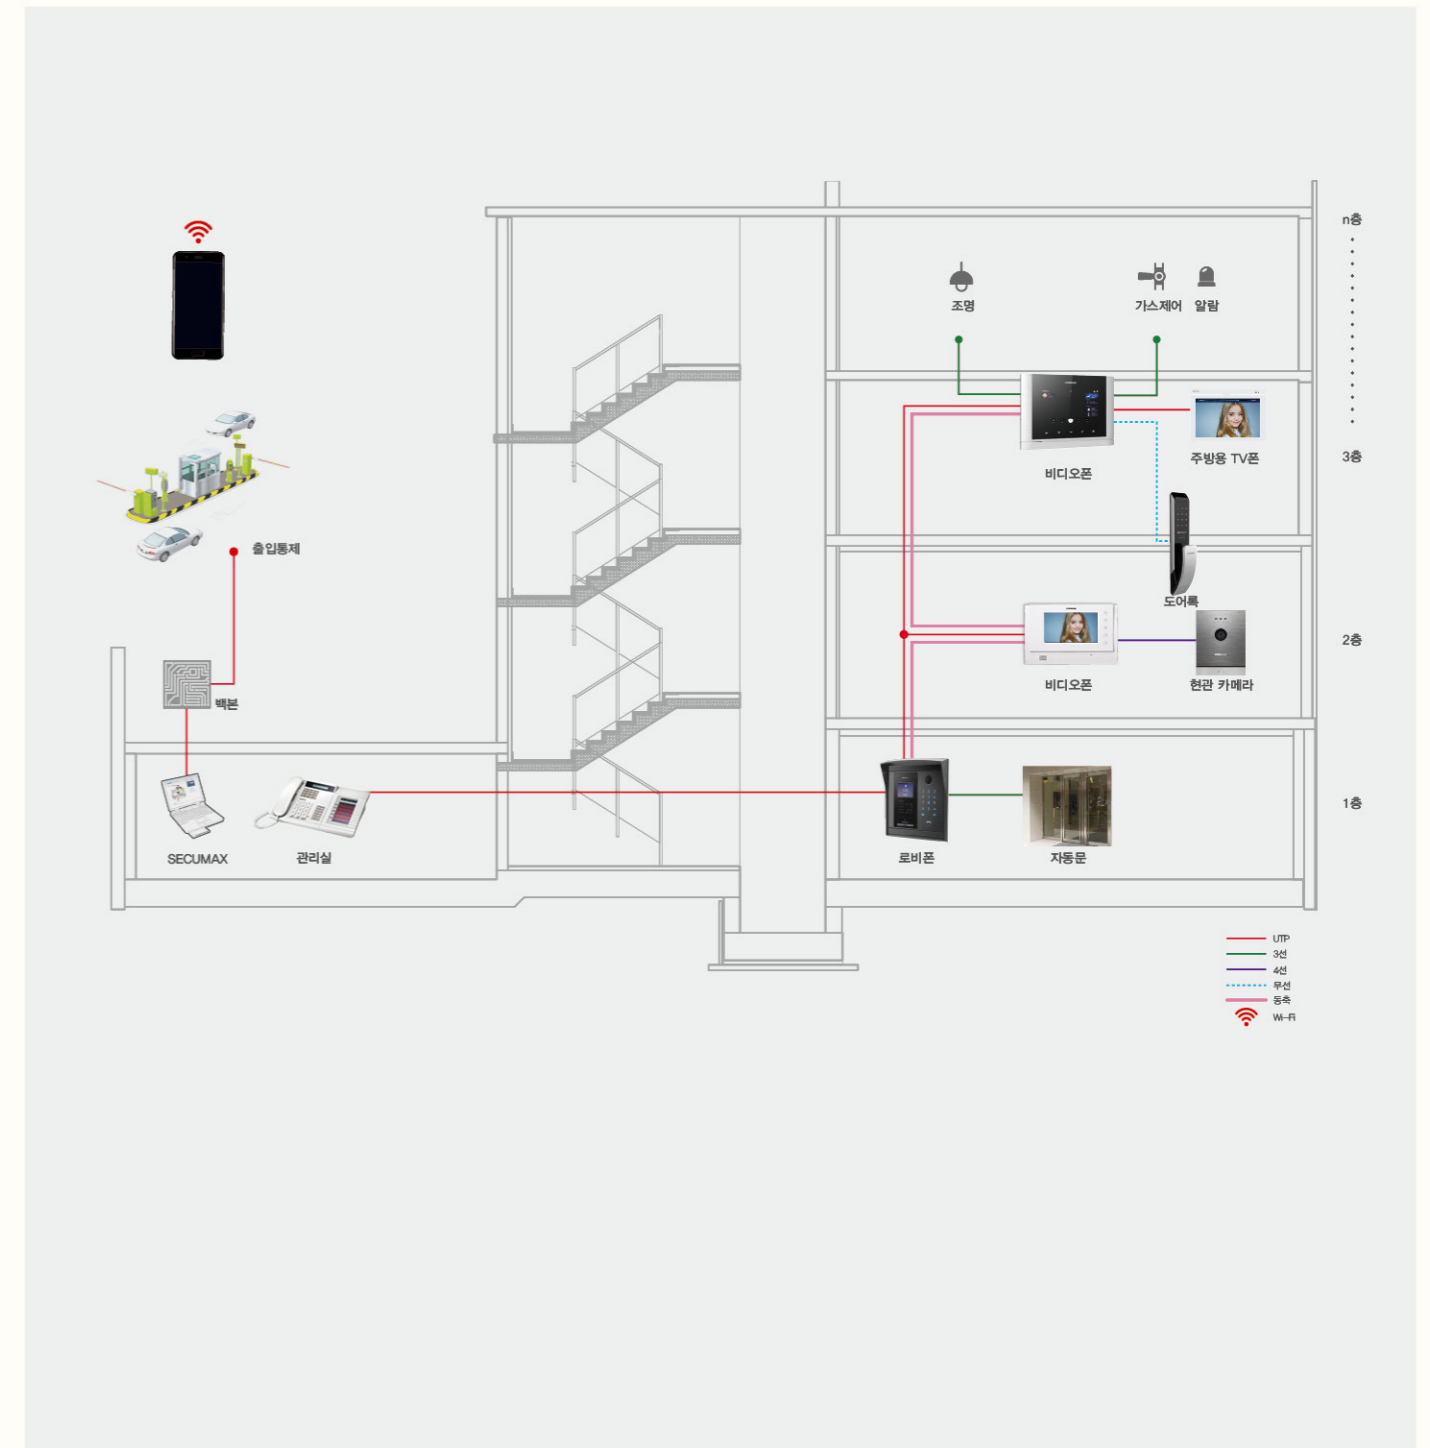 n층
조명
가스제어
알람
주방용 TV폰
3층
비디오폰
출입통제
도어록
2층
백본
비디오폰
현관 카메라
1층
SECUMAX
관리실
로비폰
자동문
UTP
3선
4선
무선
동축
Wi-Fi